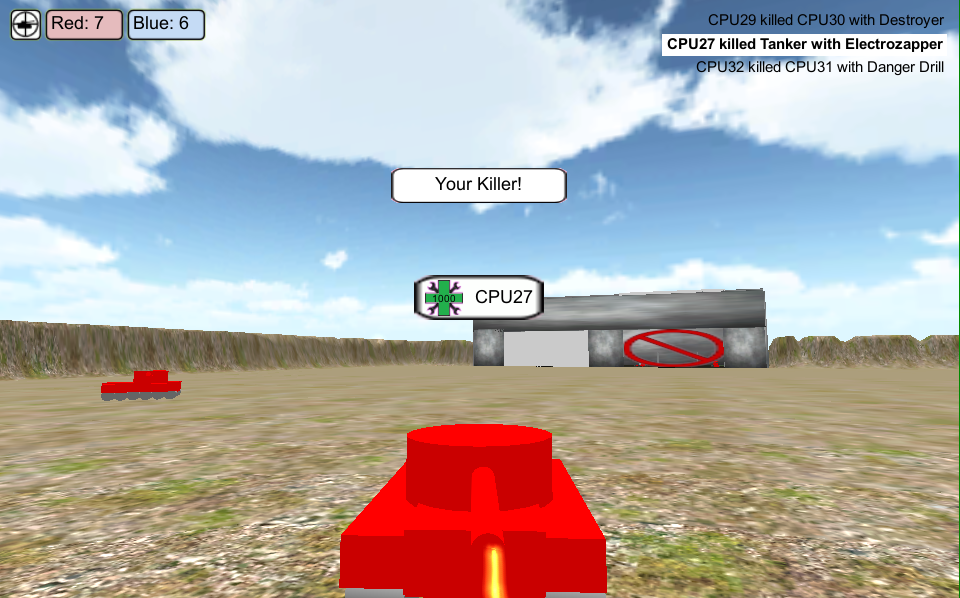 Red: 7
Blue: 6
CPU29 killed CPU30 with Destroyer
CPU27 killed Tanker with Electrozapper
CPU32 killed CPU31 with Danger Drill
Your Killer!
1000
CPU27